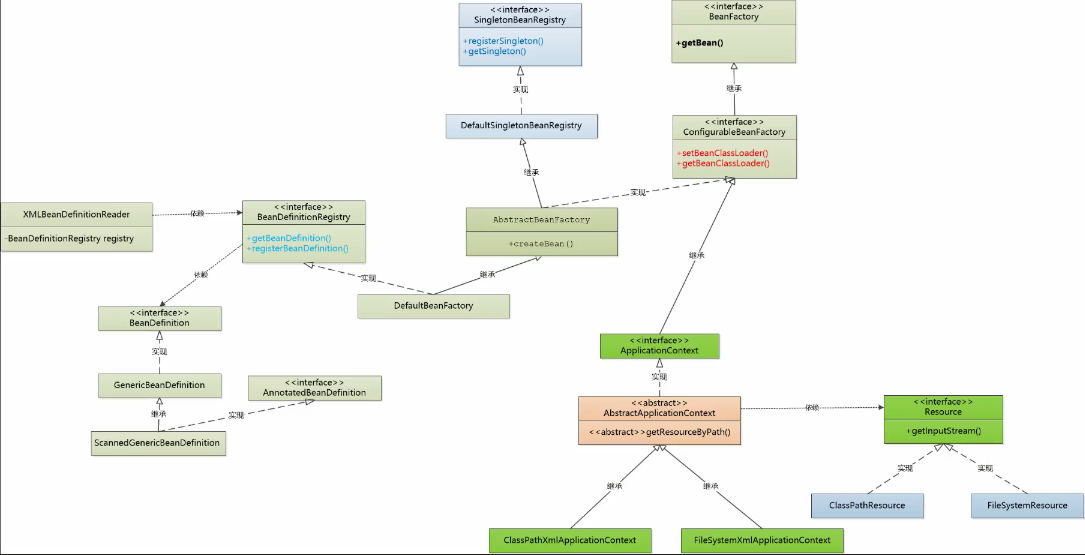 <<interface>>
SingletonBeanRegistry
+registerSingleton()
+getSingleton()
<<interface>>
BeanFactory
+getBean()
实现
继承
DefaultSingletonBeanRegistry
<<interface>>
ConfigurableBeanFactory
+setBeanClassLoader()
+getBeanClassLoader()
继承
实现
XMLBeanDefinitionReader
-BeanDefinitionRegistry registry
依赖
<<interface>>
BeanDefinitionRegistry
+getBeanDefinition()
+registerBeanDefinition()
AbstractBeanFactory
+createBean()
继承
依赖
实现
继承
DefaultBeanFactory
<<interface>>
BeanDefinition
实现
<<interface>>
ApplicationContext
实现
GenericBeanDefinition
<<interface>>
AnnotatedBeanDefinition
继承
实现
ScannedGenericBeanDefinition
<<abstract>>
AbstractApplicationContext
<<abstract>>getResourceByPath()
依赖
<<interface>>
Resource
+getInputStream()
实现
实现
继承
继承
ClassPathResource
FileSystemResource
ClassPathXmlApplicationContext
FileSystemXmlApplicationContext